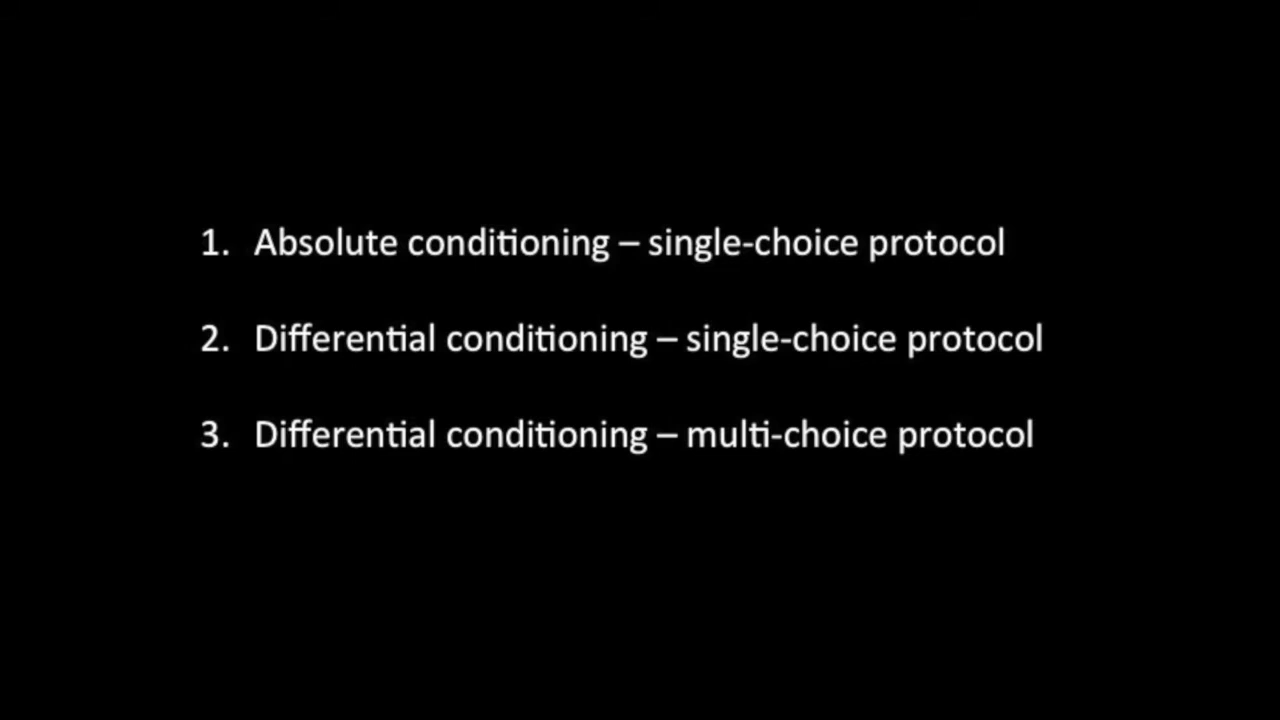 1. Absolute conditioning – single-choice protocol
2. Differential conditioning – single-choice protocol
3. Differential conditioning – multi-choice protocol